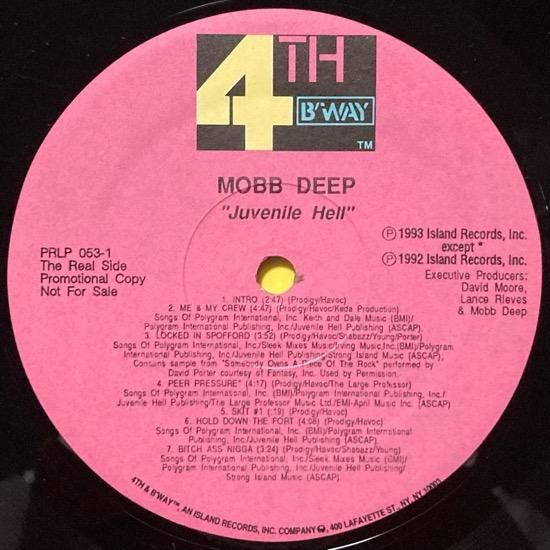 4TH
B'WAY
TM
MOBB DEEP
"Juvenile Hell"
PRLP 053-1
The Real Side
Promotional Copy
Not For Sale
Ⓟ 1993 Island Records, Inc.
except *
Ⓟ 1992 Island Records, Inc.
Executive Producers:
David Moore,
Lance Rieves
& Mobb Deep
1. INTRO (2:47) (Prodigy/Havoc)
2. ME & MY CREW (4:47) (Prodigy/Havoc/Keda Production)
Songs Of Polygram International, Inc. Keith and Dale Music (BMI)/
Polygram International Publishing, Inc./Juvenile Hell Publishing (ASCAP)
3. LOCKED IN SPOFFORD (3:52) (Prodigy/Havoc/Shabazz/Young/Porter)
Songs Of Polygram International, Inc./Sleek Mixes Music/Irving Music,Inc.(BMI)/Polygram
International Publishing, Inc./Juvenile Hell Publishing/Strong Island Music (ASCAP).
Contains sample from "Somebody Owns A Piece Of The Rock" performed by
David Porter courtesy of Fantasy, Inc. Used by Permission.
4. PEER PRESSURE* (4:17) (Prodigy/Havoc/The Large Professor)
Songs Of Polygram International, Inc. (BMI)/Polygram International Publishing, Inc./
Juvenile Hell Publishing/The Large Professor Music Ltd./EMI-April Music Inc. (ASCAP)
5. SKIT #1 (:19) (Prodigy/Havoc)
6. HOLD DOWN THE FORT (4:08) (Prodigy/Havoc)
Songs of Polygram International, Inc. (BMI)/Polygram International
Publishing, Inc./Juvenile Hell Publishing (ASCAP)
7. BITCH ASS NIGGA (3:24) (Prodigy/Havoc/Shabazz/Young)
Songs Of Polygram International, Inc./Sleek Mixes Music (BMI)/
Polygram International Publishing, Inc./Juvenile Hell Publishing/
Strong Island Music (ASCAP)
4TH & B'WAY™, AN ISLAND RECORDS, INC. COMPANY, 400 LAFAYETTE ST., NY, NY